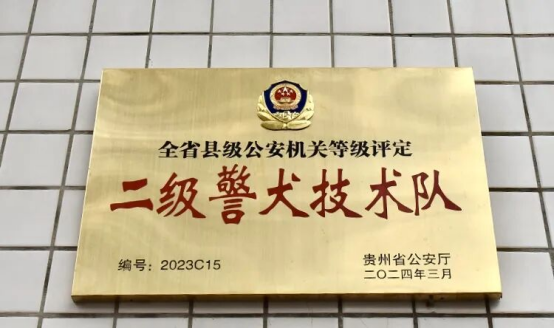 全省县级公安机关等级评定
二级警犬技术队
编号：2023C15
贵州省公安厅
二〇二四年三月